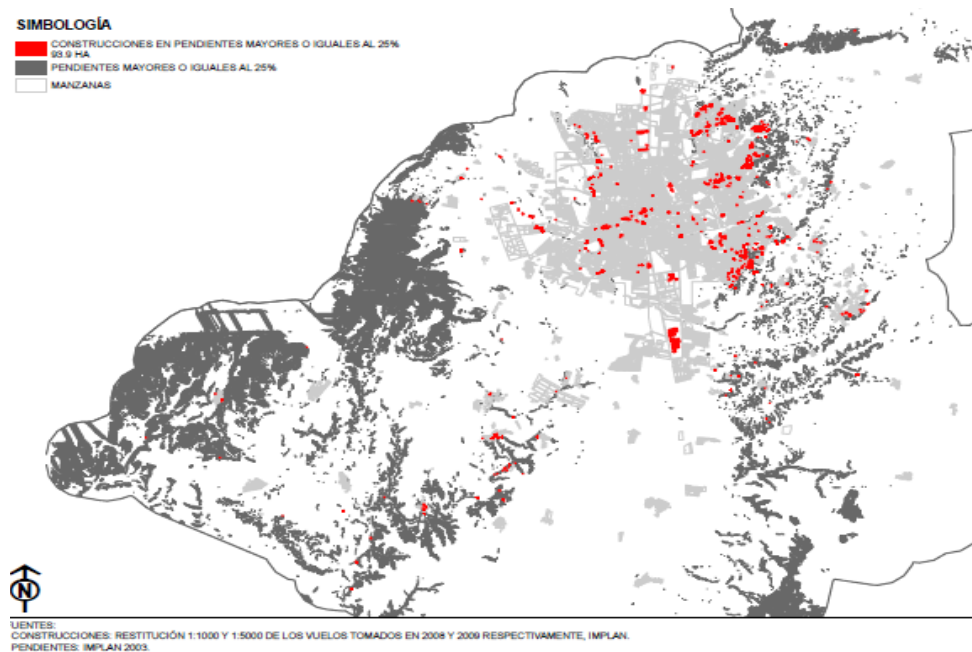 SIMBOLOGÍA
CONSTRUCCIONES EN PENDIENTES MAYORES O IGUALES AL 25%
93.9 HA
PENDIENTES MAYORES O IGUALES AL 25%
MANZANAS
N
UENTES:
CONSTRUCCIONES: RESTITUCIÓN 1:1000 Y 1:5000 DE LOS VUELOS TOMADOS EN 2008 Y 2009 RESPECTIVAMENTE, IMPLAN.
PENDIENTES: IMPLAN 2003.